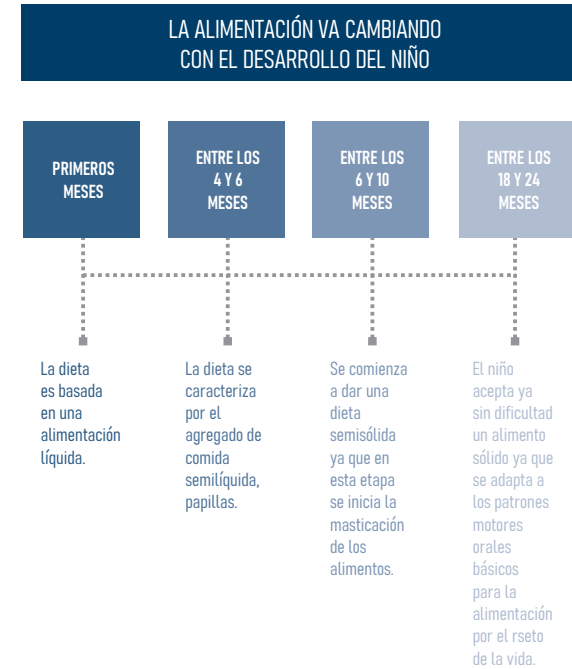 LA ALIMENTACIÓN VA CAMBIANDO
CON EL DESARROLLO DEL NIÑO
PRIMEROS
MESES
ENTRE LOS
4 Y 6
MESES
ENTRE LOS
6 Y 10
MESES
ENTRE LOS
18 Y 24
MESES
La dieta
es basada
en una
alimentación
líquida.
La dieta se
caracteriza
por el
agregado de
comida
semilíquida,
papillas.
Se comienza
a dar una
dieta
semisólida
ya que en
esta etapa
se inicia la
masticación
de los
alimentos.
El niño
acepta ya
sin dificultad
un alimento
sólido ya que
se adapta a
los patrones
motores
orales
básicos
para la
alimentación
por el rseto
de la vida.